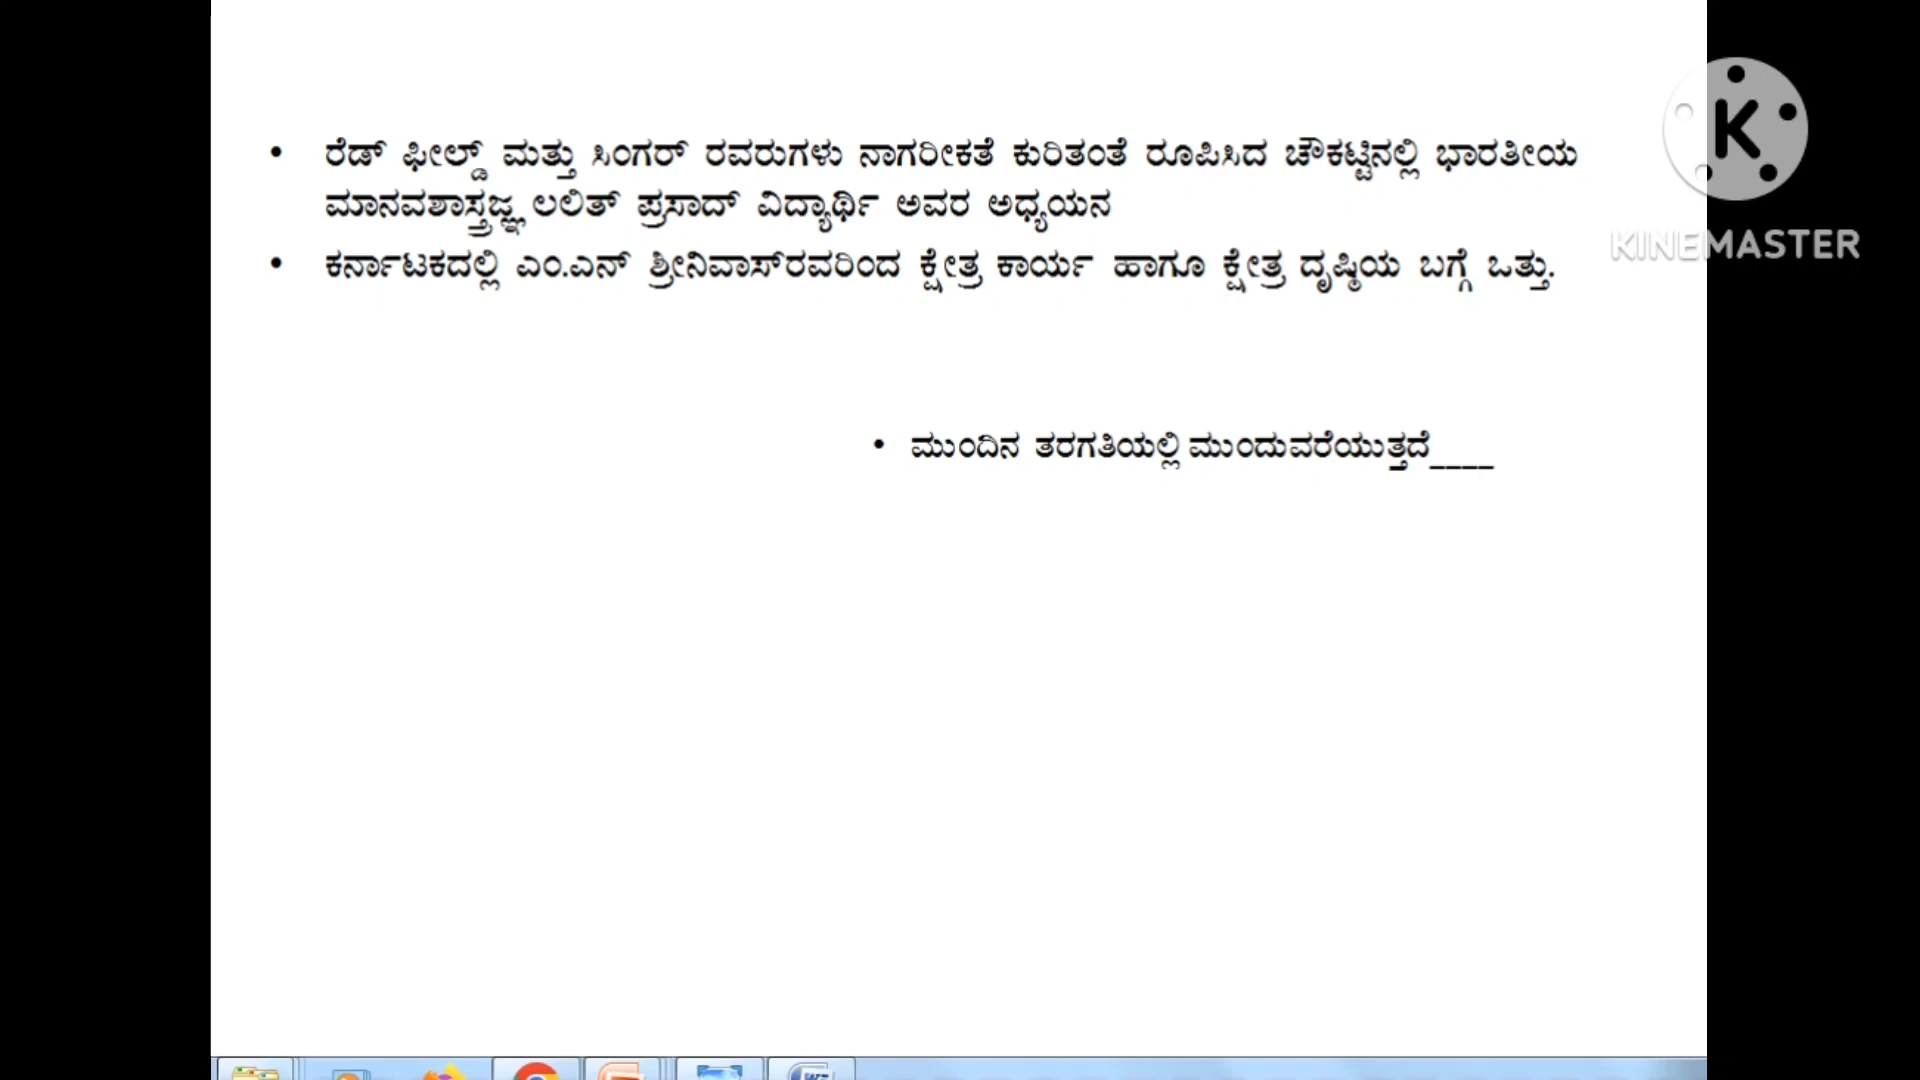 • ರೆಡ್ ಫೀಲ್ಡ್ ಮತ್ತು ಸಿಂಗರ್ ರವರುಗಳು ನಾಗರೀಕತೆ ಕುರಿತಂತೆ ರೂಪಿಸಿದ ಚೌಕಟ್ಟಿನಲ್ಲಿ ಭಾರತೀಯ
ಮಾನವಶಾಸ್ತ್ರಜ್ಞ ಲಲಿತ್ ಪ್ರಸಾದ್ ವಿದ್ಯಾರ್ಥಿ ಅವರ ಅಧ್ಯಯನ
• ಕರ್ನಾಟಕದಲ್ಲಿ ಎಂ.ಎನ್ ಶ್ರೀನಿವಾಸ್‌ರವರಿಂದ ಕ್ಷೇತ್ರ ಕಾರ್ಯ ಹಾಗೂ ಕ್ಷೇತ್ರ ದೃಷ್ಠಿಯ ಬಗ್ಗೆ ಒತ್ತು.
• ಮುಂದಿನ ತರಗತಿಯಲ್ಲಿ ಮುಂದುವರೆಯುತ್ತದೆ____
K
KINEMASTER